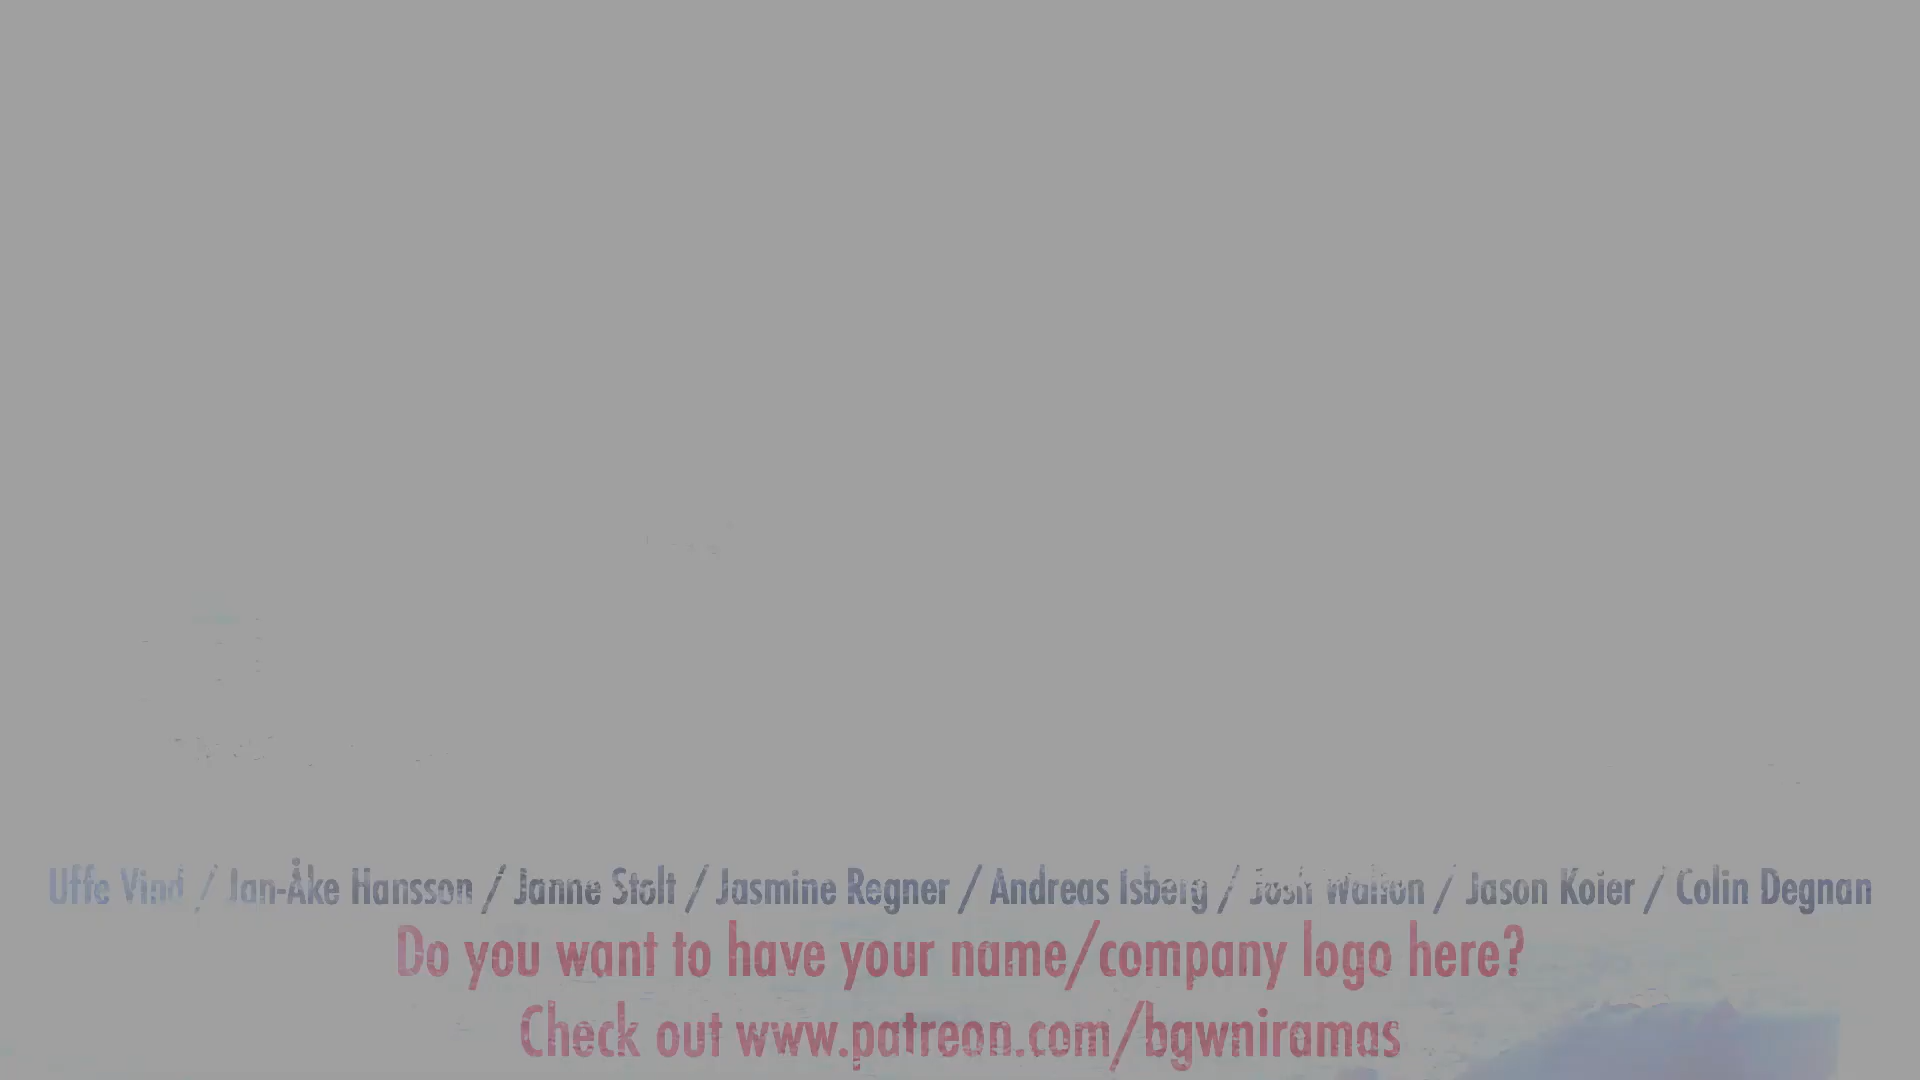 Uffe Vind / Jan-Åke Hansson / Janne Stolt / Jasmine Regner / Andreas Isberg / Josh Walton / Jason Koier / Colin Degnan
Do you want to have your name/company logo here?
Check out www.patreon.com/bgwniramas